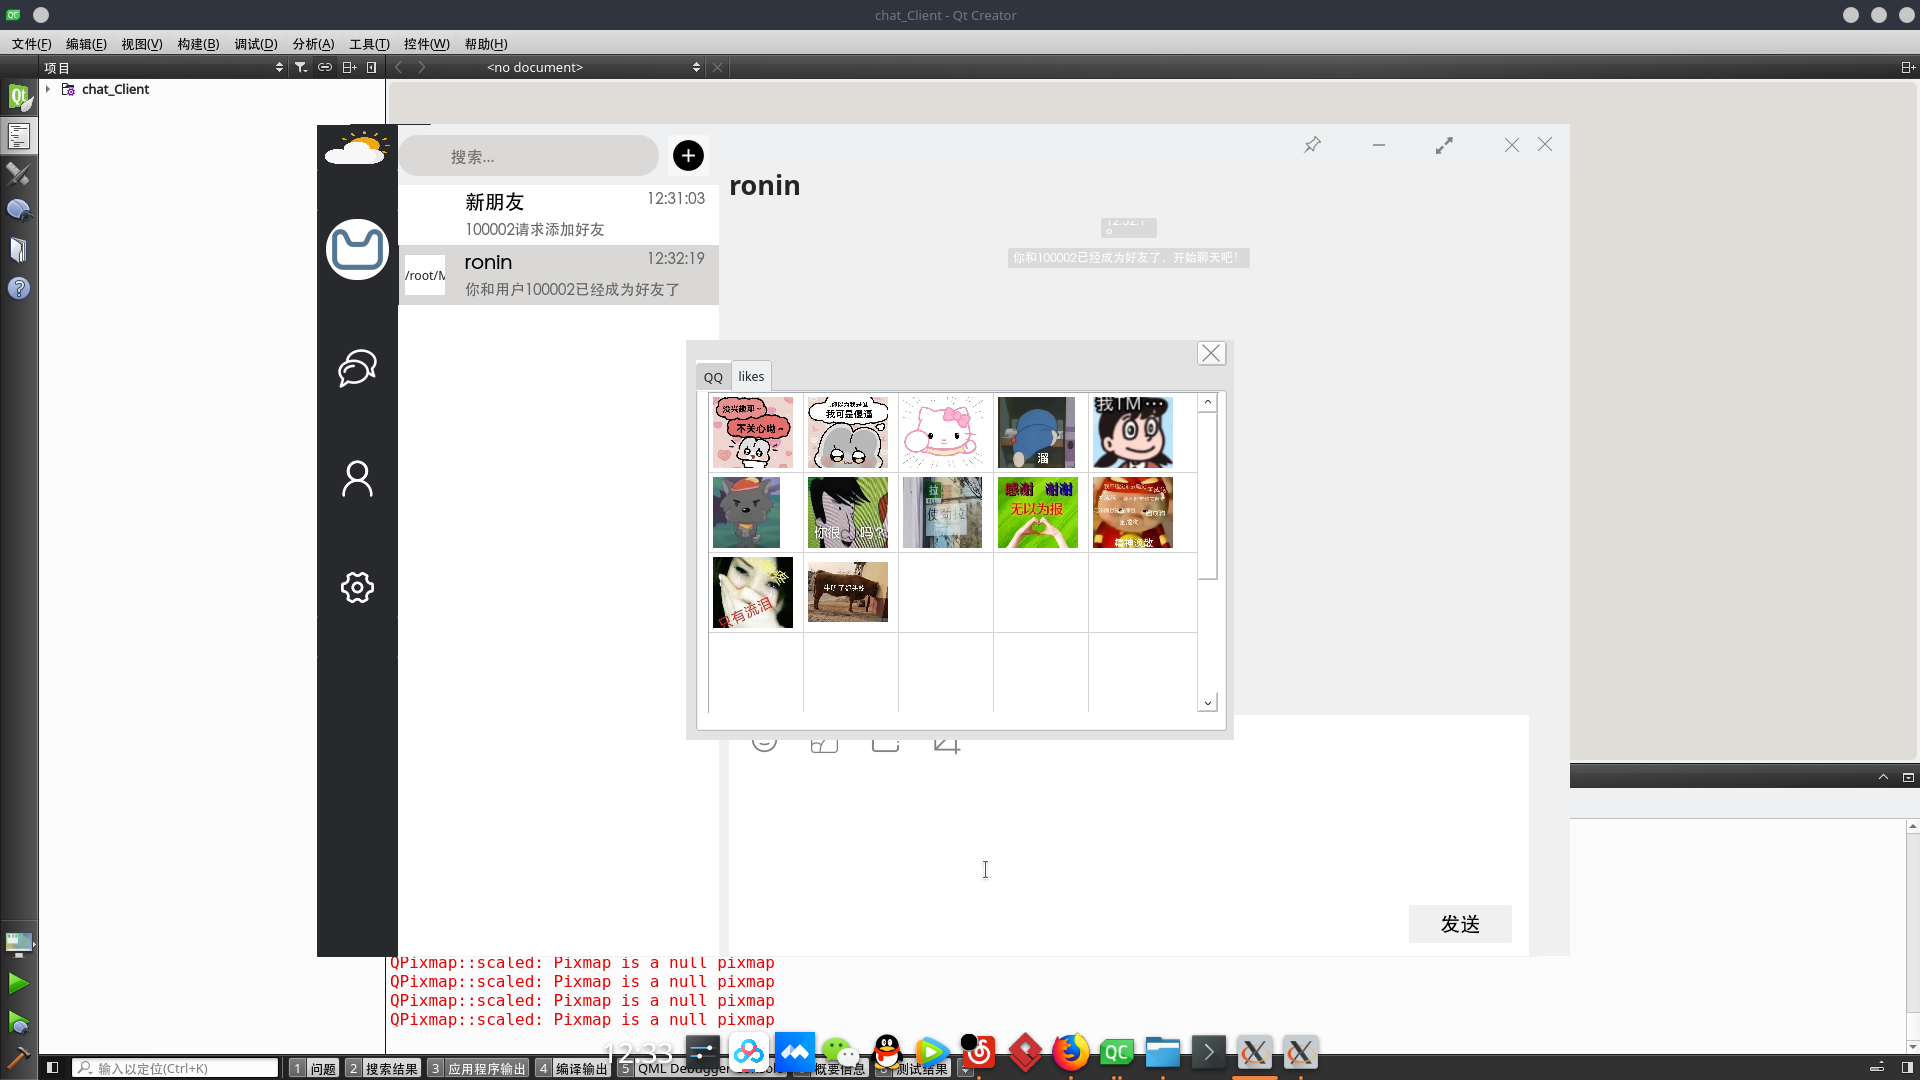 chat_Client - Qt Creator
文件(F) 编辑(E) 视图(V) 构建(B) 调试(D) 分析(A) 工具(T) 控件(W) 帮助(H)
项目
<no document>
chat_Client
搜索...
新朋友
12:31:03
100002请求添加好友
/root/M
ronin
12:32:19
你和用户100002已经成为好友了
ronin
你和100002已经成为好友了，开始聊天吧!
QQ
likes
没兴趣耶~
不关心呦~
我可是傻逼
溜
我TM···
你很
吗?
拉
使劲拉
感谢 谢谢
无以为报
精神涣散
只有流泪
发送
QPixmap::scaled: Pixmap is a null pixmap
QPixmap::scaled: Pixmap is a null pixmap
QPixmap::scaled: Pixmap is a null pixmap
QPixmap::scaled: Pixmap is a null pixmap
12:33
输入以定位(Ctrl+K)
1 问题
2 搜索结果
3 应用程序输出
4 编译输出
5 QML Debugger
概要信息
测试结果